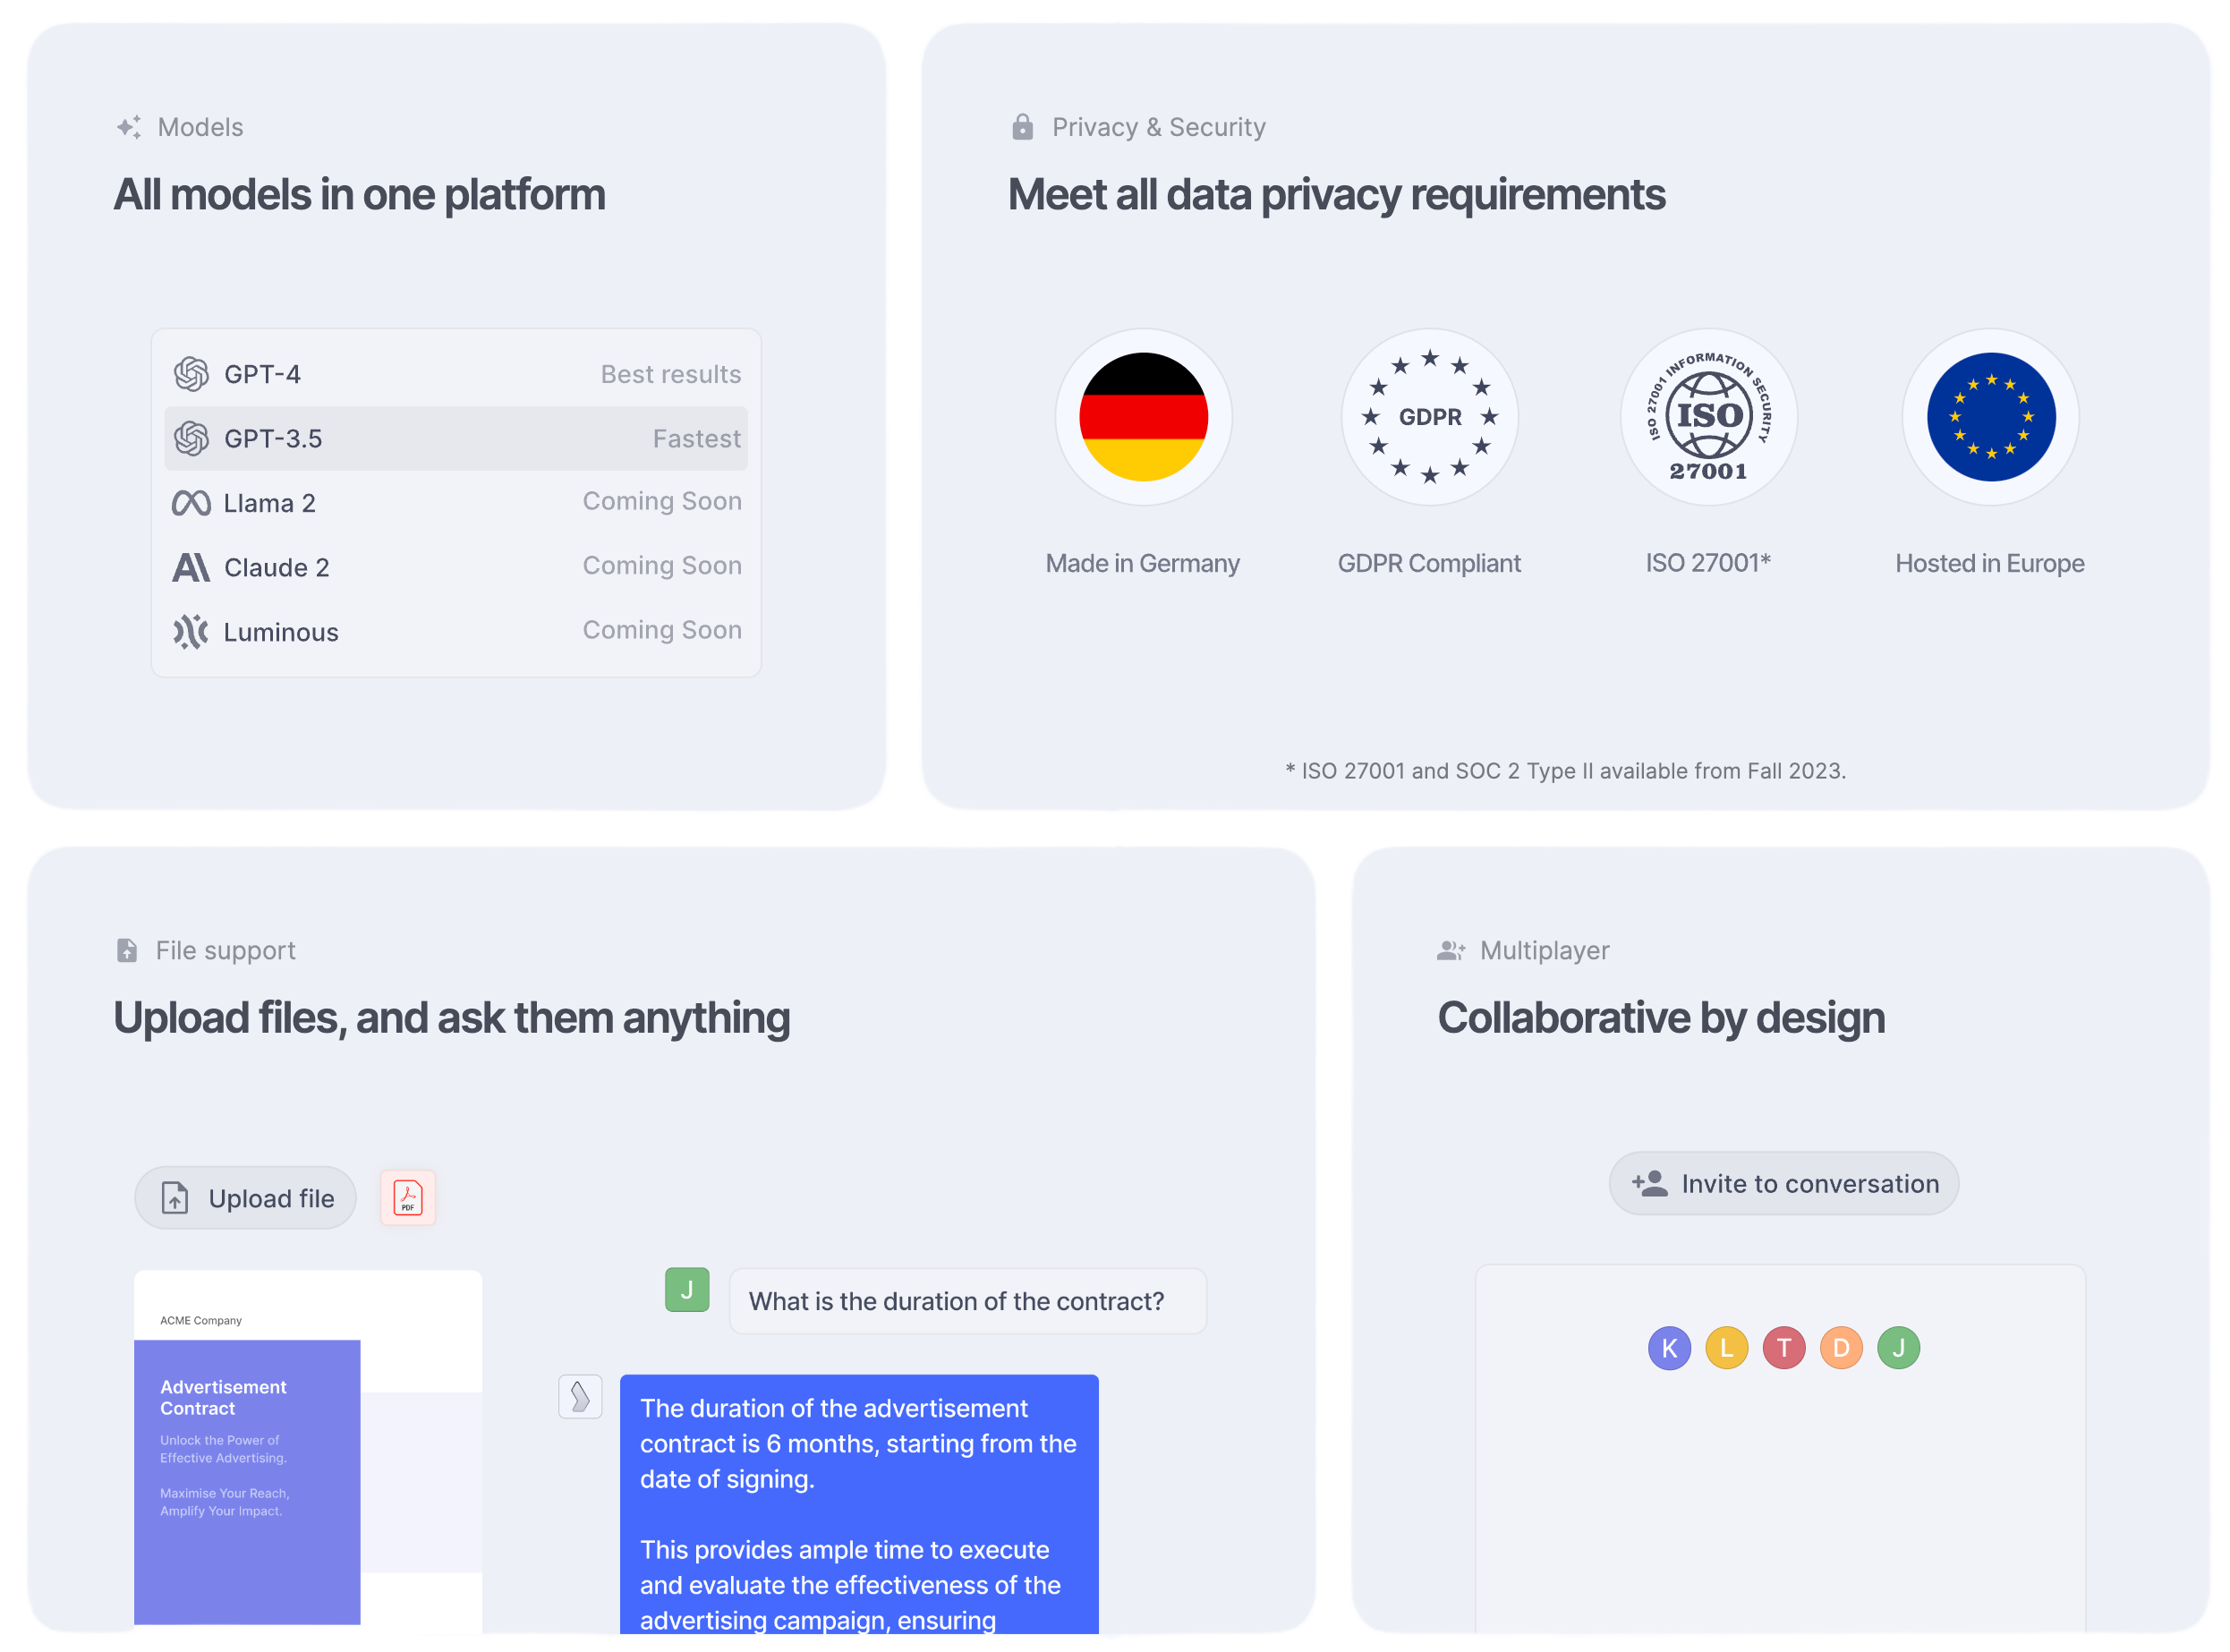 Models
All models in one platform
GPT-4 Best results
GPT-3.5 Fastest
Llama 2 Coming Soon
Claude 2 Coming Soon
Luminous Coming Soon
Privacy & Security
Meet all data privacy requirements
GDPR
ISO 27001 INFORMATION SECURITY
ISO
27001
Made in Germany
GDPR Compliant
ISO 27001*
Hosted in Europe
* ISO 27001 and SOC 2 Type II available from Fall 2023.
File support
Upload files, and ask them anything
Upload file
PDF
ACME Company
Advertisement
Contract
Unlock the Power of
Effective Advertising.
Maximise Your Reach,
Amplify Your Impact.
J
What is the duration of the contract?
The duration of the advertisement
contract is 6 months, starting from the
date of signing.
This provides ample time to execute
and evaluate the effectiveness of the
advertising campaign, ensuring
Multiplayer
Collaborative by design
Invite to conversation
K L T D J